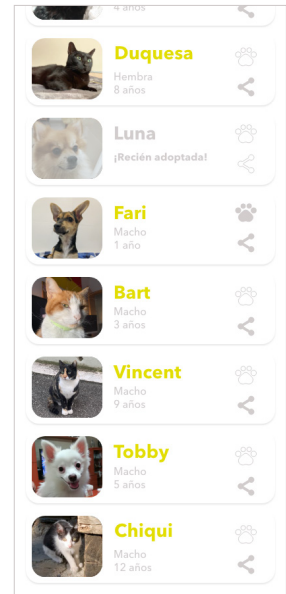 4 años
Duquesa
Hembra
8 años
Luna
¡Recién adoptada!
Fari
Macho
1 año
Bart
Macho
3 años
Vincent
Macho
9 años
Tobby
Macho
5 años
Chiqui
Macho
12 años